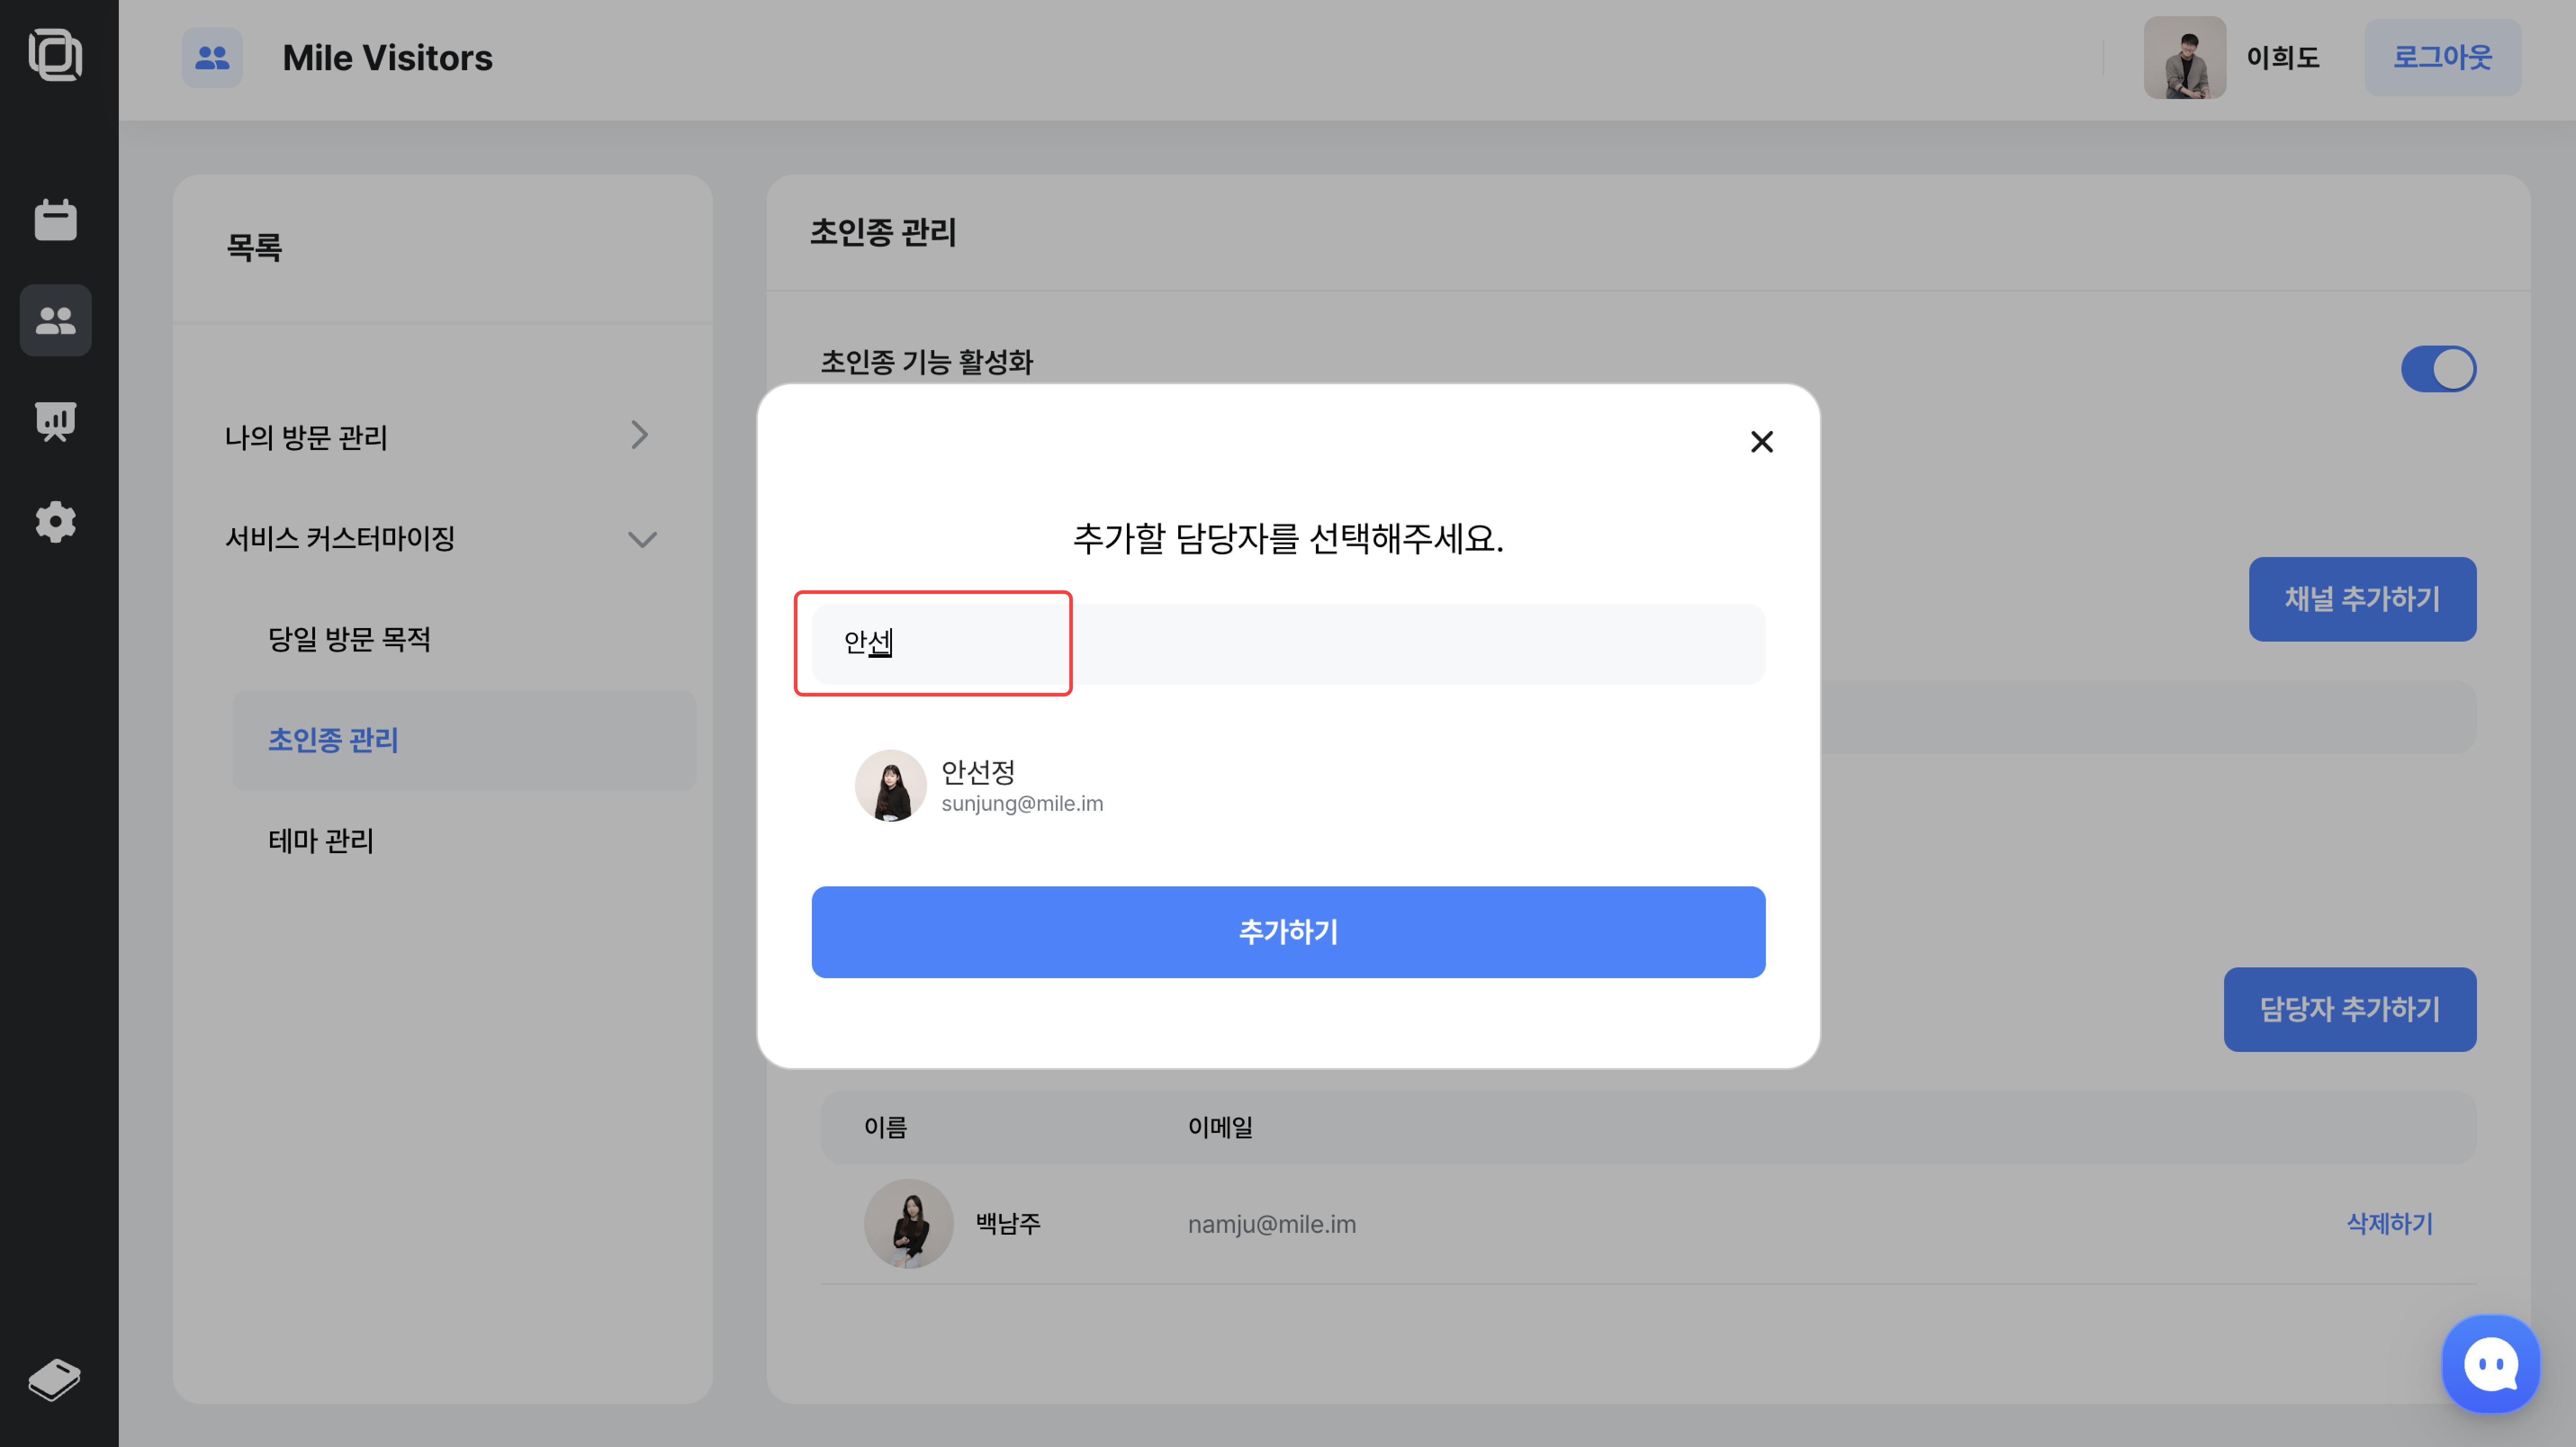 Mile Visitors
이희도
로그아웃
목록
나의 방문 관리
서비스 커스터마이징
당일 방문 목적
초인종 관리
테마 관리
초인종 관리
초인종 기능 활성화
채널 추가하기
추가할 담당자를 선택해주세요.
안선
안선정
sunjung@mile.im
추가하기
담당자 추가하기
이름 이메일
백남주 namju@mile.im 삭제하기